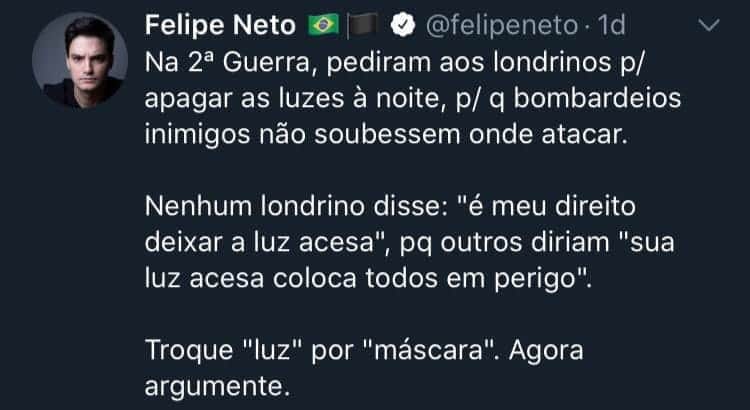 Felipe Neto 🇧🇷🏴 @felipeneto · 1d
Na 2ª Guerra, pediram aos londrinos p/
apagar as luzes à noite, p/ q bombardeios
inimigos não soubessem onde atacar.
Nenhum londrino disse: "é meu direito
deixar a luz acesa", pq outros diriam "sua
luz acesa coloca todos em perigo".
Troque "luz" por "máscara". Agora
argumente.